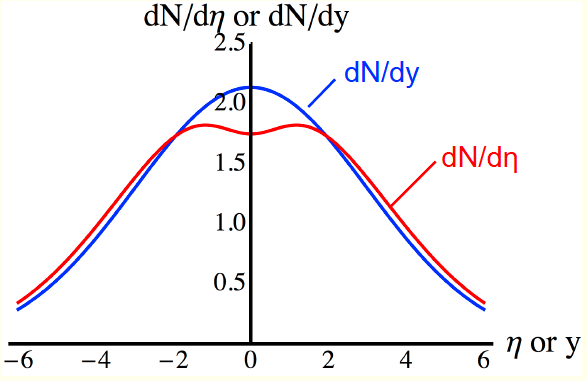 dN/dη or dN/dy
2.5
dN/dy
2.0
dN/dη
1.5
1.0
0.5
η or y
−6 −4 −2 0 2 4 6